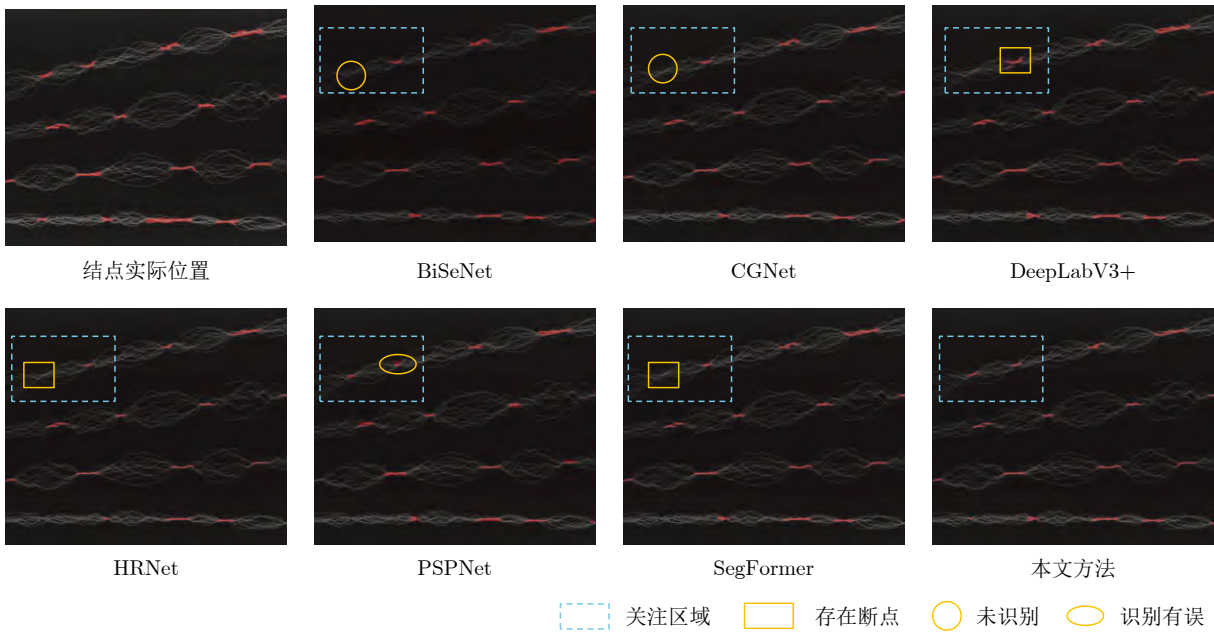 结点实际位置 BiSeNet CGNet DeepLabV3+
HRNet PSPNet SegFormer 本文方法
关注区域 存在断点 未识别 识别有误